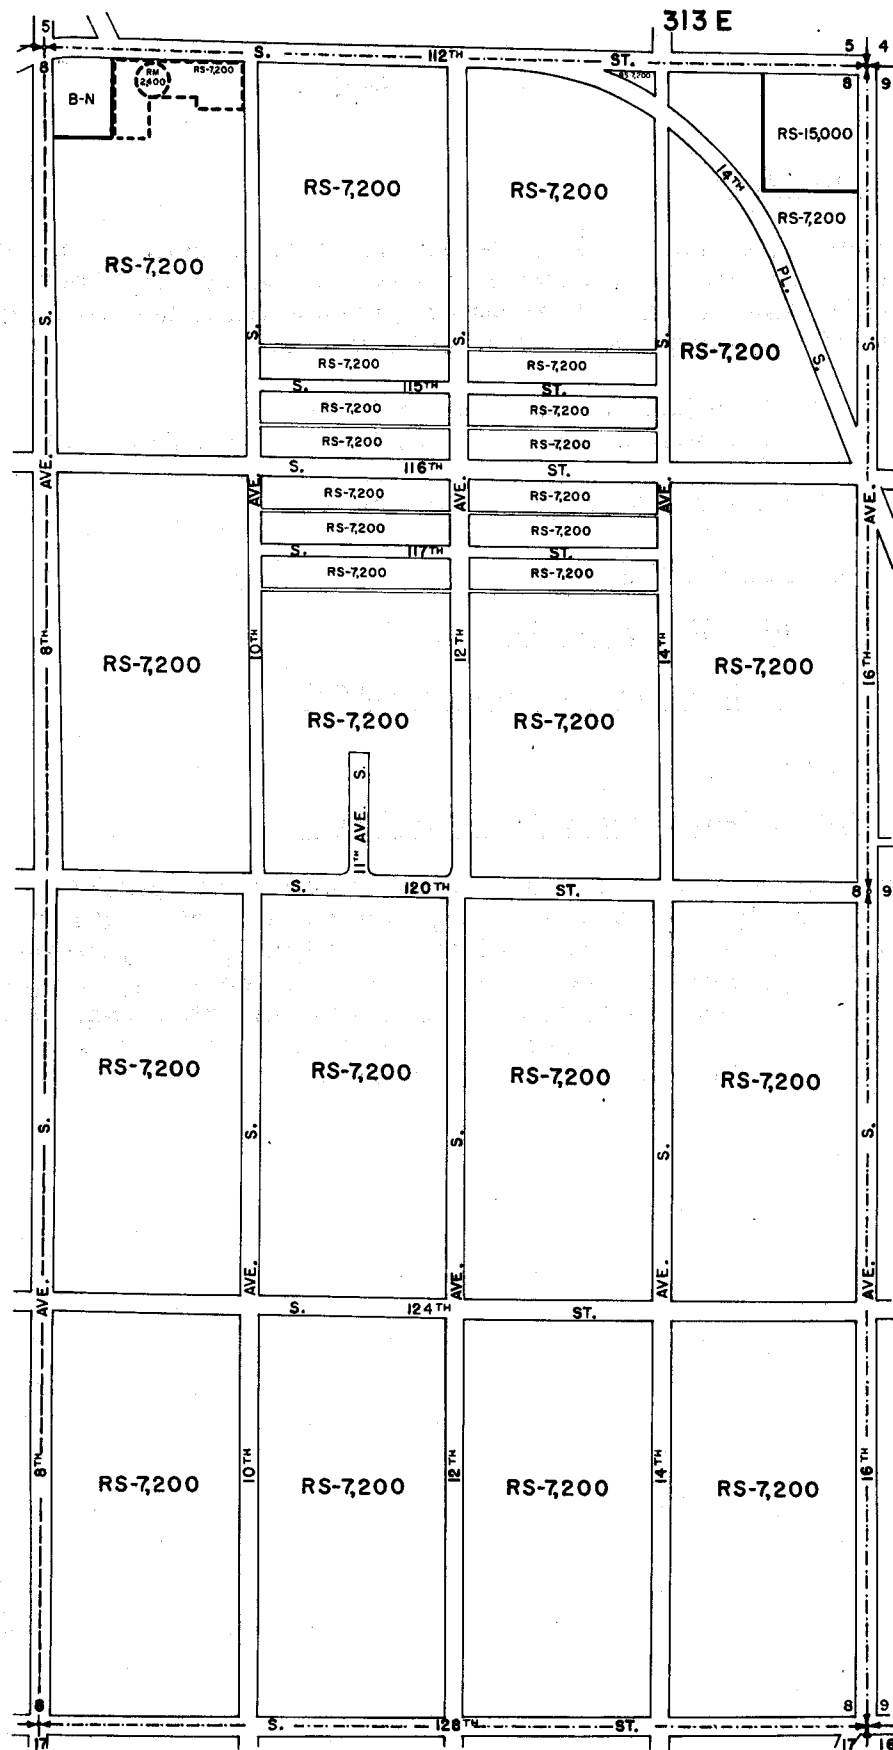 313 E
5
5 4
S. 112TH ST.
8
8 9
B-N
RM
2,400
RS-7,200
RS-7,200
RS-15,000
14TH PL. S.
RS-7,200
RS-7,200
RS-7,200
RS-7,200
RS-7,200
S.
S.
S.
S.
S.
RS-7,200
RS-7,200
S. 115TH ST.
RS-7,200
RS-7,200
RS-7,200
RS-7,200
S. 116TH ST.
AVE.
AVE.
AVE.
AVE.
AVE.
RS-7,200
RS-7,200
RS-7,200
RS-7,200
S. 117TH ST.
RS-7,200
RS-7,200
8TH
10TH
12TH
14TH
16TH
RS-7,200
RS-7,200
RS-7,200
RS-7,200
11TH AVE. S.
S. 120TH ST.
8 9
RS-7,200
RS-7,200
RS-7,200
RS-7,200
S.
S.
S.
S.
S.
AVE.
AVE.
AVE.
AVE.
AVE.
S. 124TH ST.
8TH
10TH
12TH
14TH
16TH
RS-7,200
RS-7,200
RS-7,200
RS-7,200
8
8 9
S. 128TH ST.
17
17 16